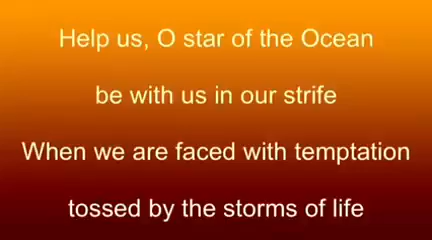 Help us, O star of the Ocean
be with us in our strife
When we are faced with temptation
tossed by the storms of life